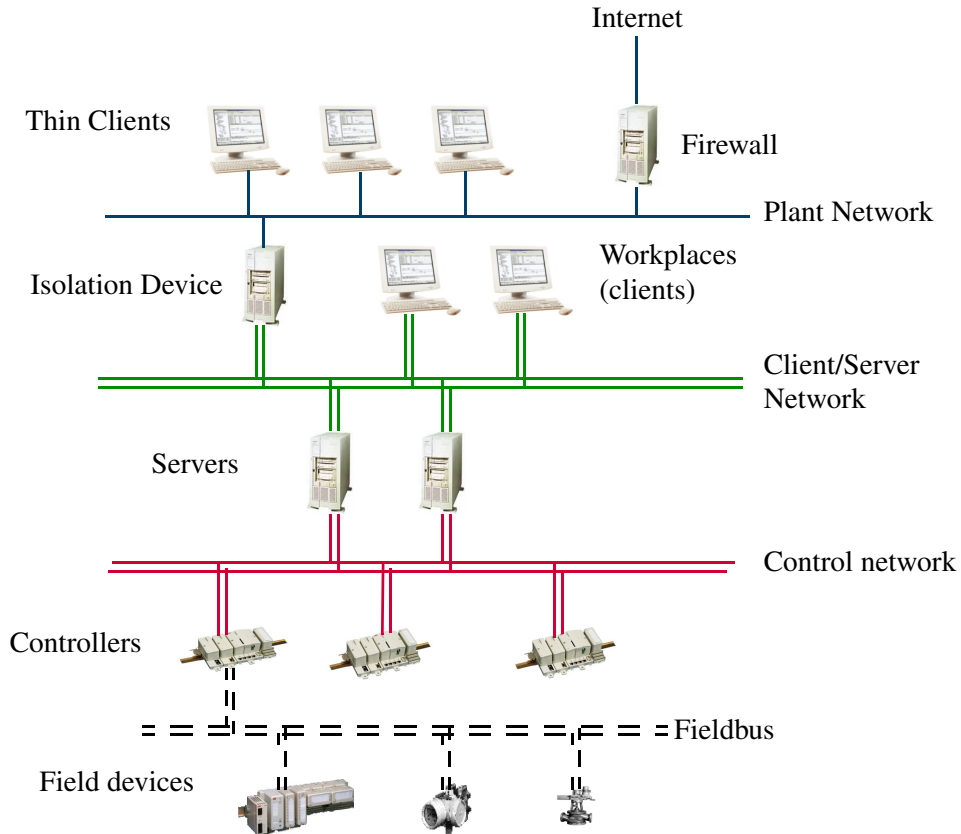 Internet
Thin Clients
Firewall
Plant Network
Isolation Device
Workplaces
(clients)
Client/Server
Network
Servers
Control network
Controllers
Fieldbus
Field devices